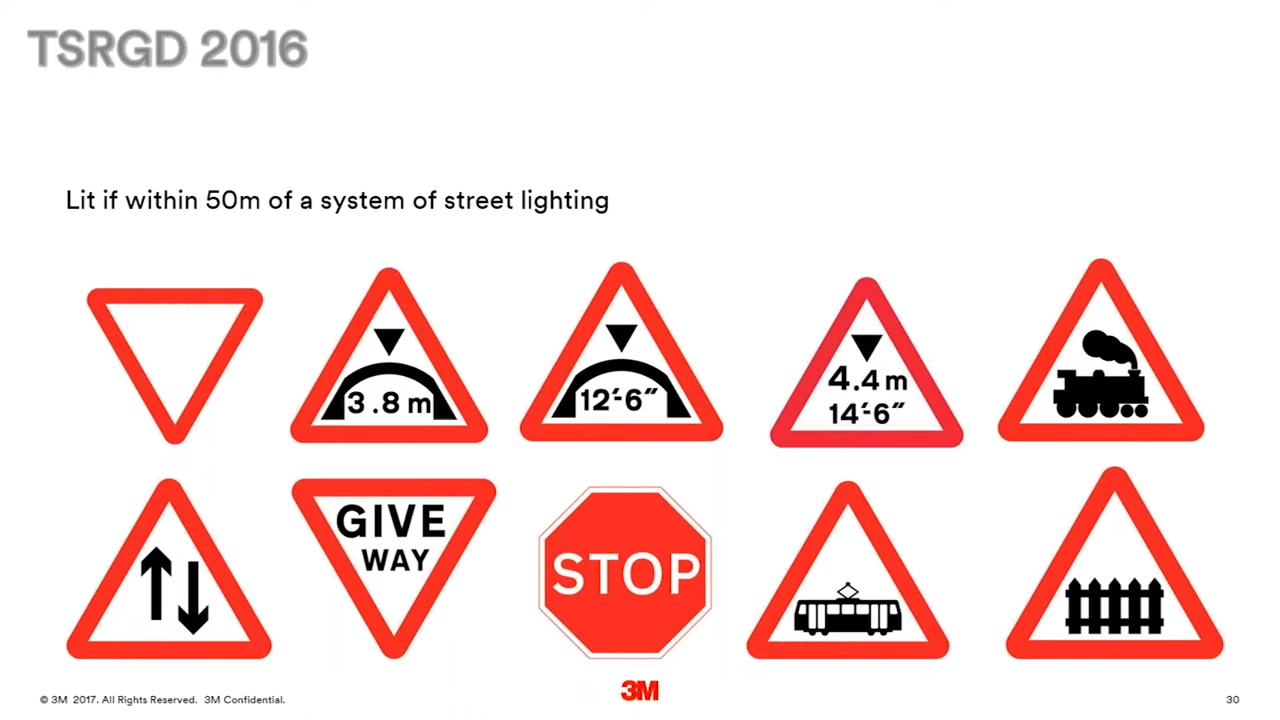 TSRGD 2016
Lit if within 50m of a system of street lighting
3.8 m
12'-6"
4.4 m
14'-6"
GIVE
WAY
STOP
3M
© 3M 2017. All Rights Reserved. 3M Confidential.
30